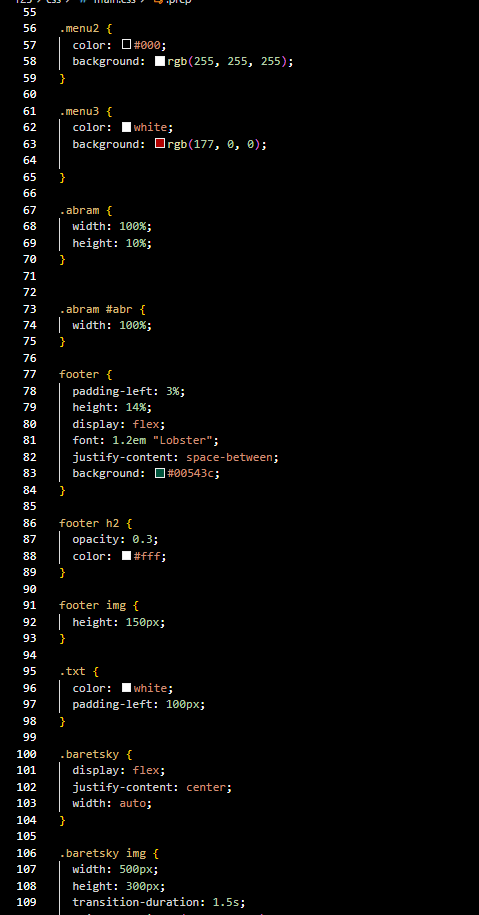 55
56 .menu2 {
57 color: #000;
58 background: rgb(255, 255, 255);
59 }
60
61 .menu3 {
62 color: white;
63 background: rgb(177, 0, 0);
64
65 }
66
67 .abram {
68 width: 100%;
69 height: 10%;
70 }
71
72
73 .abram #abr {
74 width: 100%;
75 }
76
77 footer {
78 padding-left: 3%;
79 height: 14%;
80 display: flex;
81 font: 1.2em "Lobster";
82 justify-content: space-between;
83 background: #00543c;
84 }
85
86 footer h2 {
87 opacity: 0.3;
88 color: #fff;
89 }
90
91 footer img {
92 height: 150px;
93 }
94
95 .txt {
96 color: white;
97 padding-left: 100px;
98 }
99
100 .baretsky {
101 display: flex;
102 justify-content: center;
103 width: auto;
104 }
105
106 .baretsky img {
107 width: 500px;
108 height: 300px;
109 transition-duration: 1.5s;